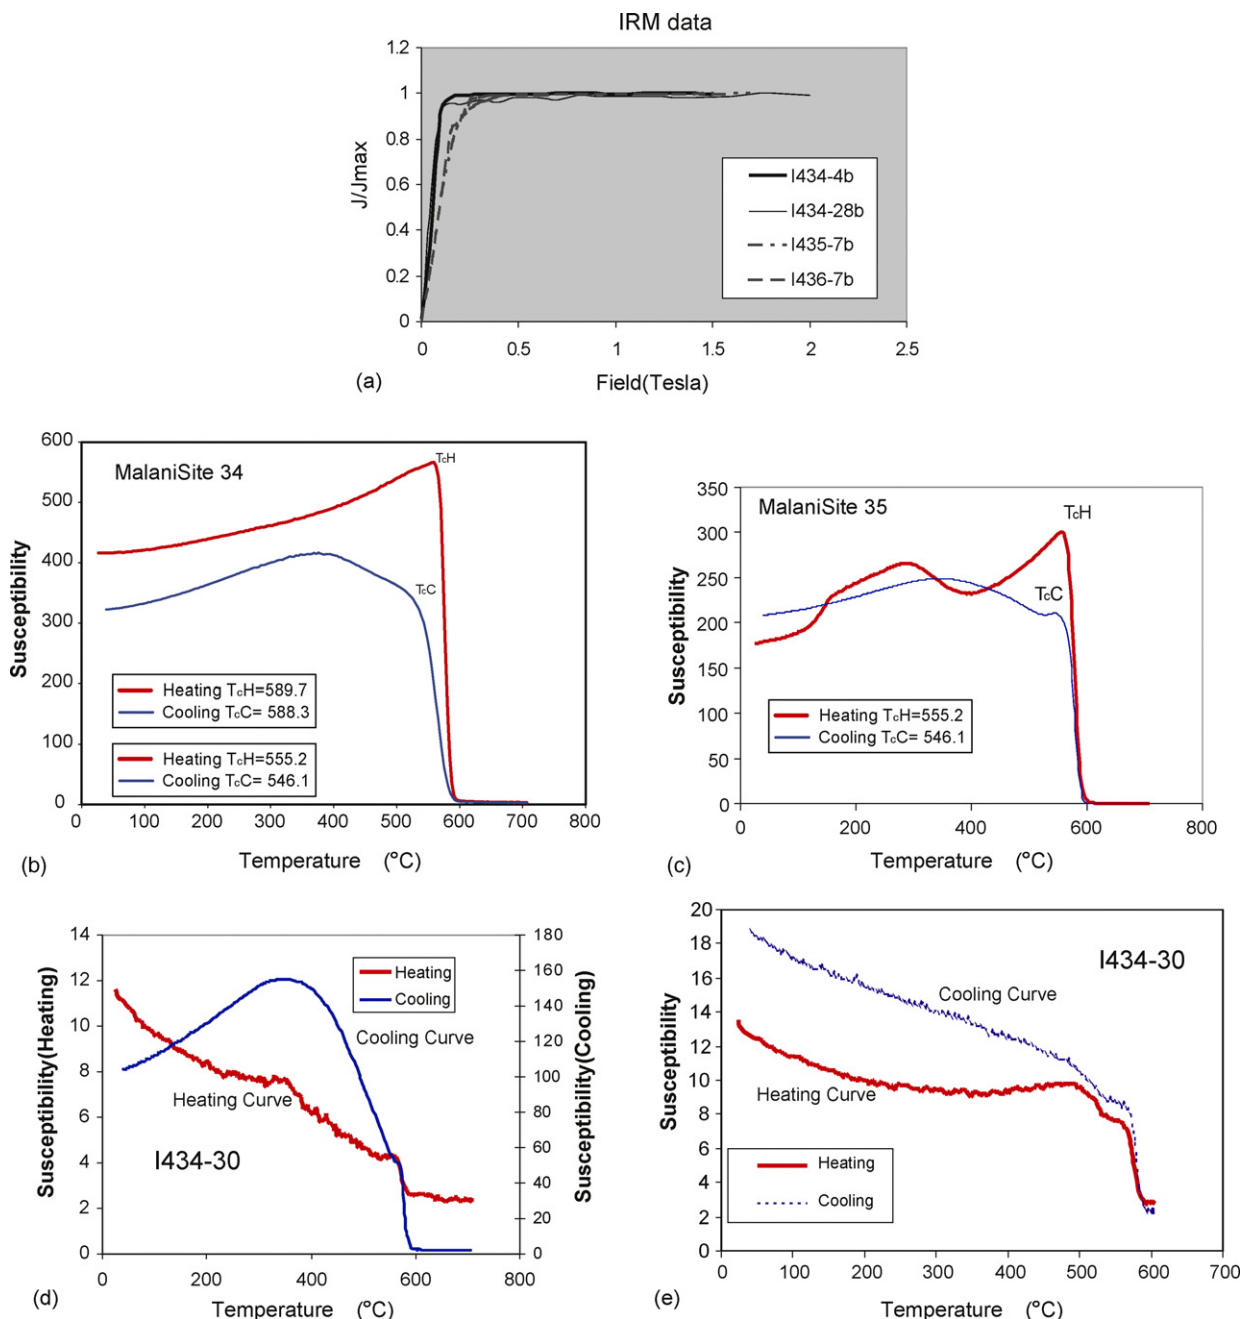 IRM data
1.2
1
0.8
0.6
0.4
0.2
0
J/Jmax
I434-4b
I434-28b
I435-7b
I436-7b
0 0.5 1 1.5 2 2.5
Field(Tesla)
(a)
600
500
400
300
200
100
0
Susceptibility
MalaniSite 34
TcH
TcC
Heating TcH=589.7
Cooling TcC= 588.3
Heating TcH=555.2
Cooling TcC= 546.1
0 100 200 300 400 500 600 700 800
Temperature (°C)
(b)
350
300
250
200
150
100
50
0
Susceptibility
MalaniSite 35
TcH
TcC
Heating TcH=555.2
Cooling TcC= 546.1
0 200 400 600 800
Temperature (°C)
(c)
14
12
10
8
6
4
2
0
Susceptibility(Heating)
Heating
Cooling
Cooling Curve
Heating Curve
I434-30
180
160
140
120
100
80
60
40
20
0
Susceptibility(Cooling)
0 200 400 600 800
Temperature (°C)
(d)
20
18
16
14
12
10
8
6
4
2
0
Susceptibility
I434-30
Cooling Curve
Heating Curve
Heating
Cooling
0 100 200 300 400 500 600 700
Temperature (°C)
(e)